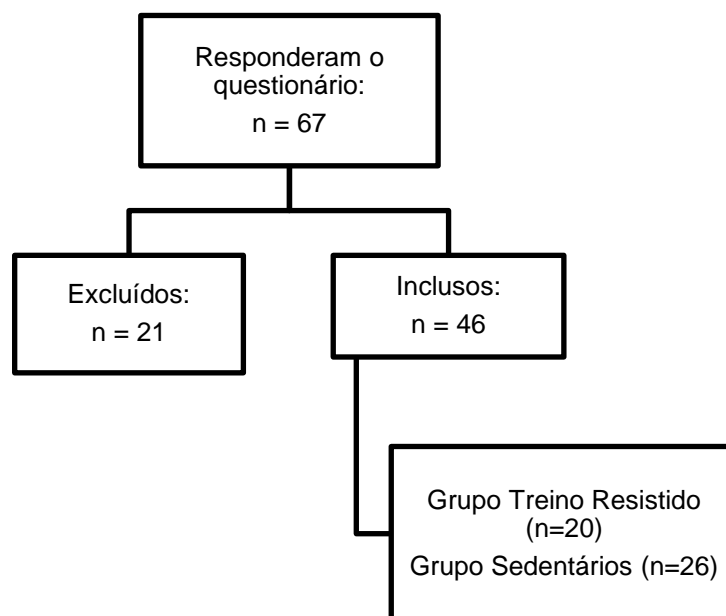 Responderam o
questionário:
n = 67
Excluídos:
n = 21
Inclusos:
n = 46
Grupo Treino Resistido
(n=20)
Grupo Sedentários (n=26)